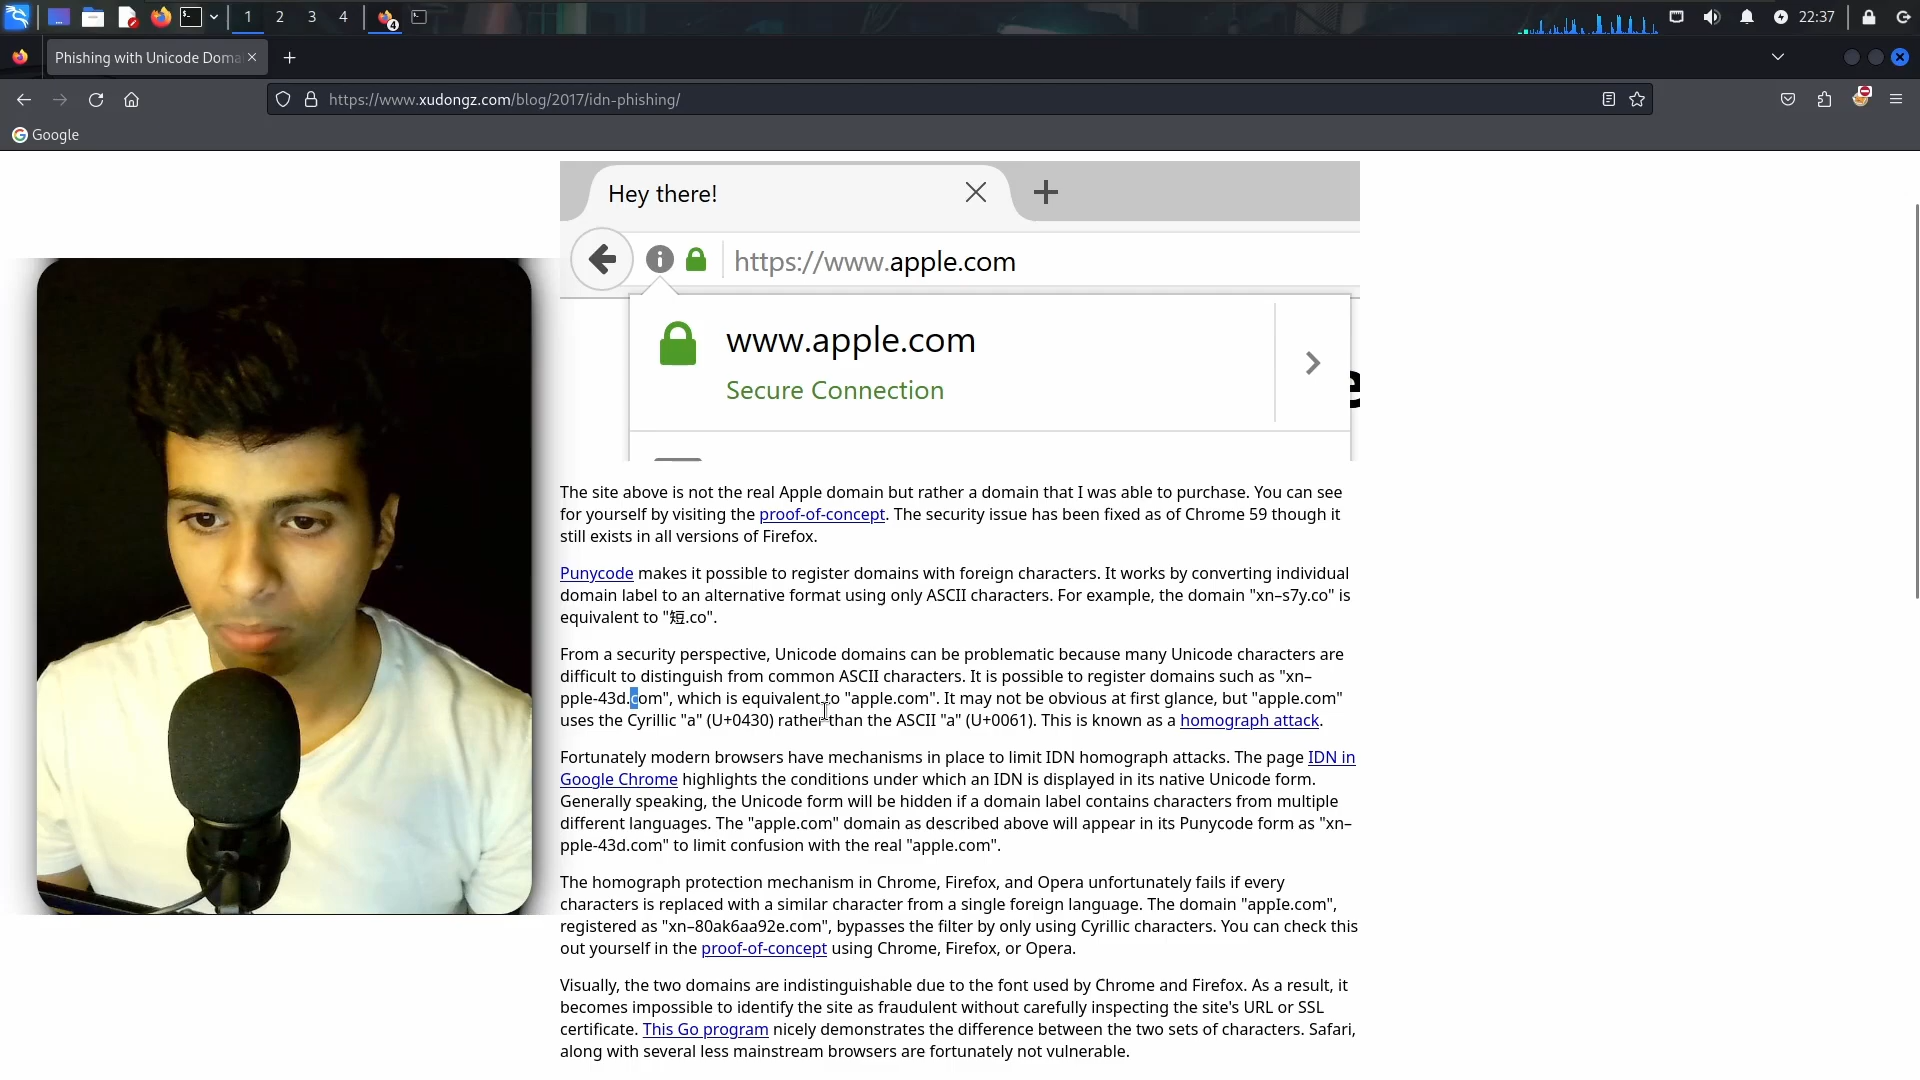 1 2 3 4
4
22:37
Phishing with Unicode Doma
https://www.xudongz.com/blog/2017/idn-phishing/
Google
Hey there!
https://www.apple.com
www.apple.com
Secure Connection
The site above is not the real Apple domain but rather a domain that I was able to purchase. You can see
for yourself by visiting the proof-of-concept. The security issue has been fixed as of Chrome 59 though it
still exists in all versions of Firefox.
Punycode makes it possible to register domains with foreign characters. It works by converting individual
domain label to an alternative format using only ASCII characters. For example, the domain "xn–s7y.co" is
equivalent to "短.co".
From a security perspective, Unicode domains can be problematic because many Unicode characters are
difficult to distinguish from common ASCII characters. It is possible to register domains such as "xn–
pple-43d.com", which is equivalent to "аpple.com". It may not be obvious at first glance, but "аpple.com"
uses the Cyrillic "а" (U+0430) rather than the ASCII "a" (U+0061). This is known as a homograph attack.
Fortunately modern browsers have mechanisms in place to limit IDN homograph attacks. The page IDN in
Google Chrome highlights the conditions under which an IDN is displayed in its native Unicode form.
Generally speaking, the Unicode form will be hidden if a domain label contains characters from multiple
different languages. The "аpple.com" domain as described above will appear in its Punycode form as "xn–
pple-43d.com" to limit confusion with the real "apple.com".
The homograph protection mechanism in Chrome, Firefox, and Opera unfortunately fails if every
characters is replaced with a similar character from a single foreign language. The domain "аррӏе.com",
registered as "xn–80ak6aa92e.com", bypasses the filter by only using Cyrillic characters. You can check this
out yourself in the proof-of-concept using Chrome, Firefox, or Opera.
Visually, the two domains are indistinguishable due to the font used by Chrome and Firefox. As a result, it
becomes impossible to identify the site as fraudulent without carefully inspecting the site's URL or SSL
certificate. This Go program nicely demonstrates the difference between the two sets of characters. Safari,
along with several less mainstream browsers are fortunately not vulnerable.